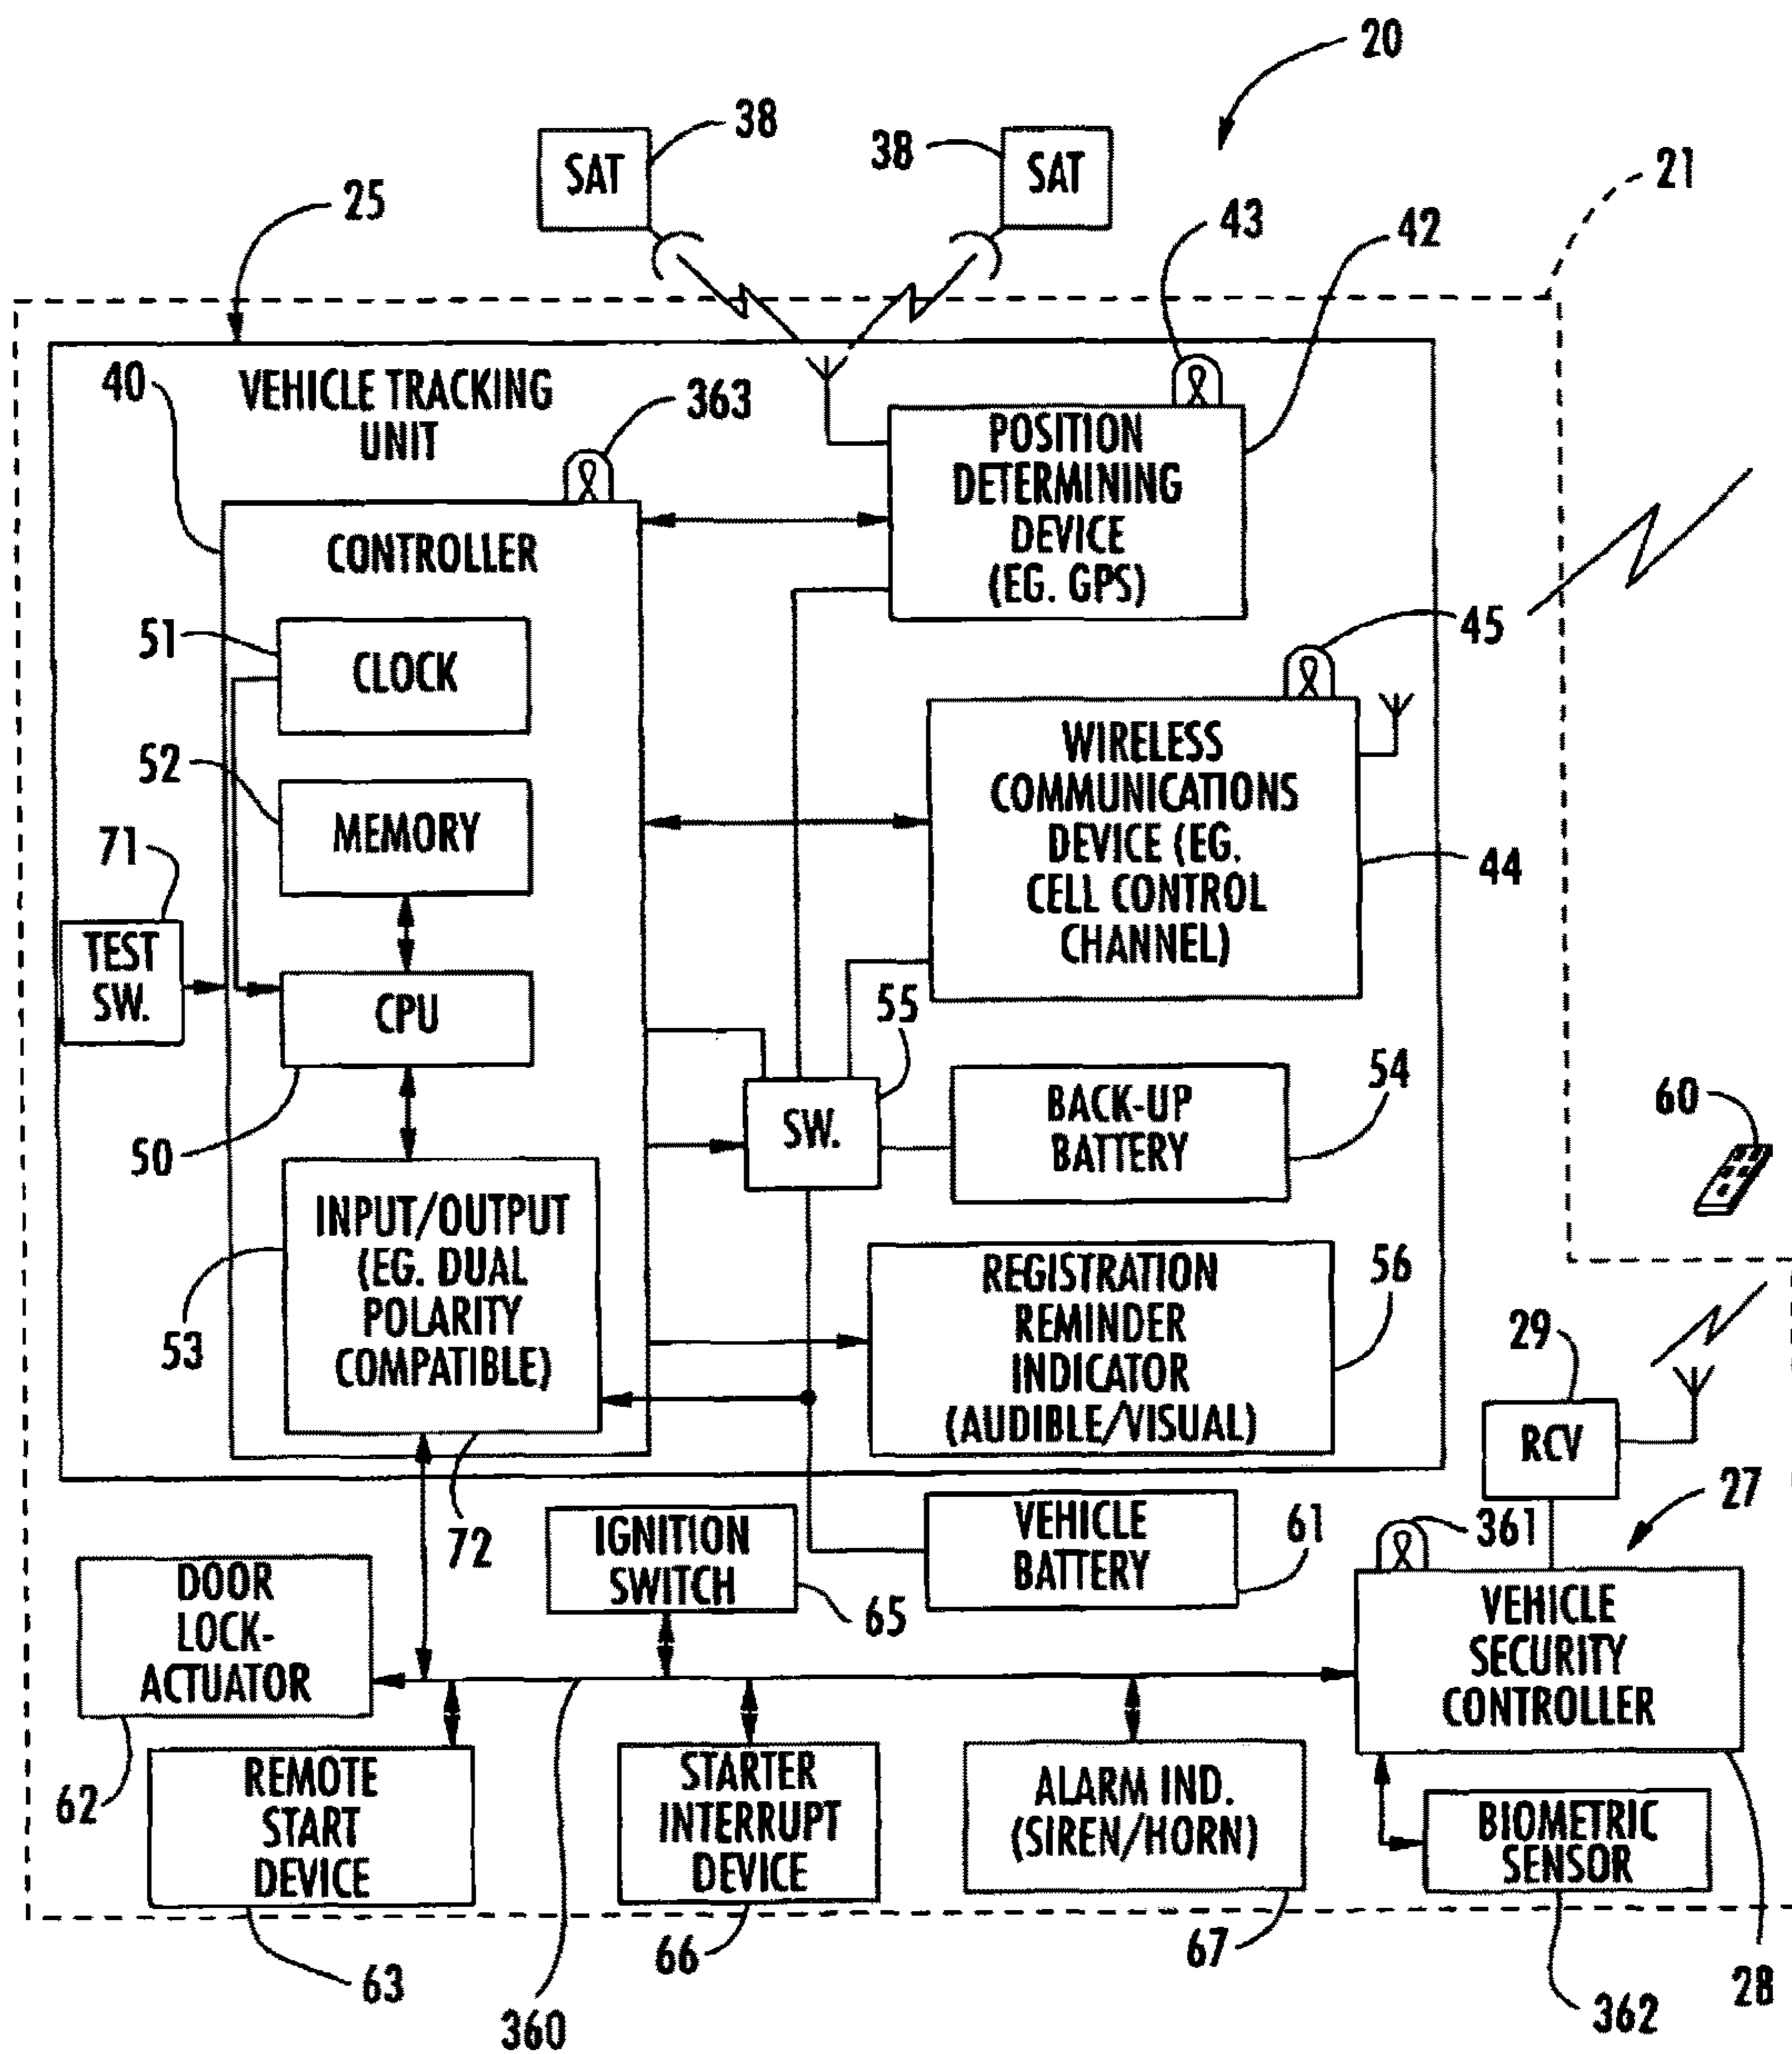 20
38
38
SAT
SAT
21
25
43
42
40
VEHICLE TRACKING
UNIT
363
POSITION
DETERMINING
DEVICE
(EG. GPS)
CONTROLLER
51
CLOCK
45
52
MEMORY
WIRELESS
COMMUNICATIONS
DEVICE (EG.
CELL CONTROL
CHANNEL)
44
71
TEST
SW.
CPU
55
50
SW.
BACK-UP
BATTERY
54
60
INPUT/OUTPUT
(EG. DUAL
POLARITY
COMPATIBLE)
53
REGISTRATION
REMINDER
INDICATOR
(AUDIBLE/VISUAL)
56
29
RCV
27
72
IGNITION
SWITCH
65
VEHICLE
BATTERY
61
361
DOOR
LOCK-
ACTUATOR
VEHICLE
SECURITY
CONTROLLER
62
REMOTE
START
DEVICE
STARTER
INTERRUPT
DEVICE
ALARM IND.
(SIREN/HORN)
BIOMETRIC
SENSOR
63
66
67
28
360
362